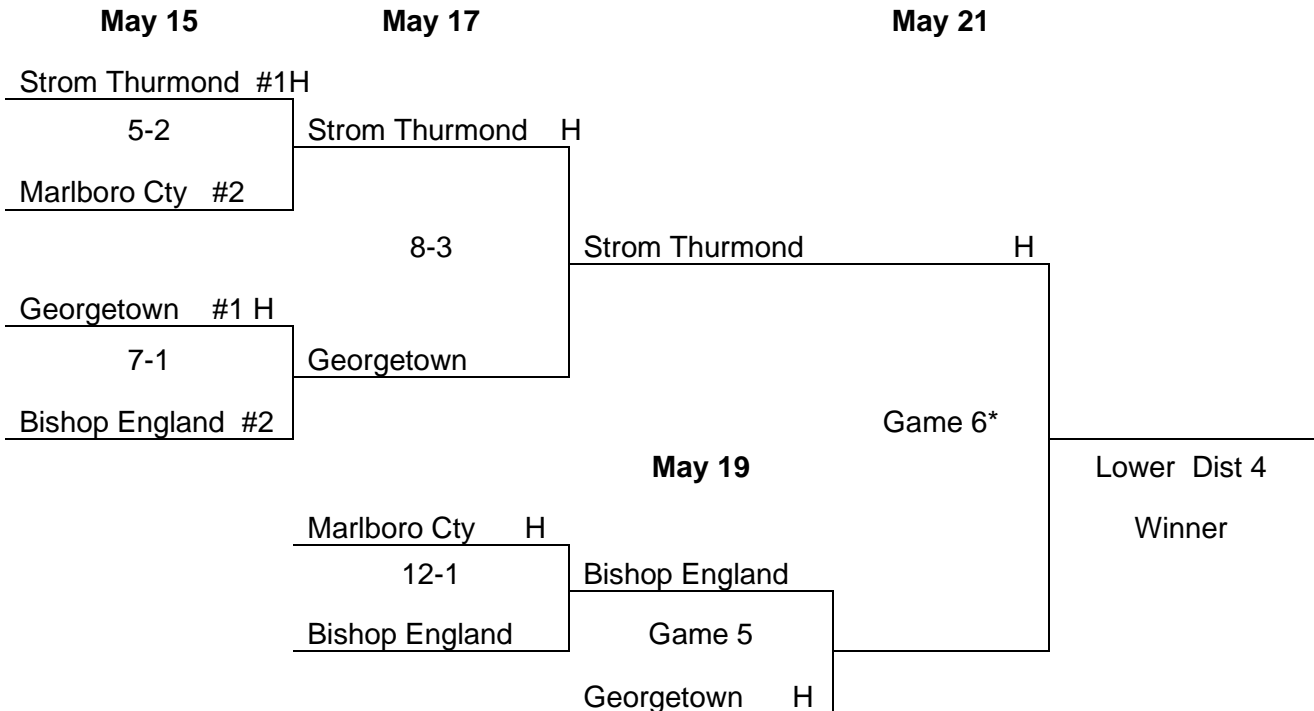 May 15 May 17 May 21
Strom Thurmond #1H
5-2 Strom Thurmond H
Marlboro Cty #2
8-3 Strom Thurmond H
Georgetown #1 H
7-1 Georgetown
Bishop England #2 Game 6*
May 19 Lower Dist 4
Marlboro Cty H Winner
12-1 Bishop England
Bishop England Game 5
Georgetown H